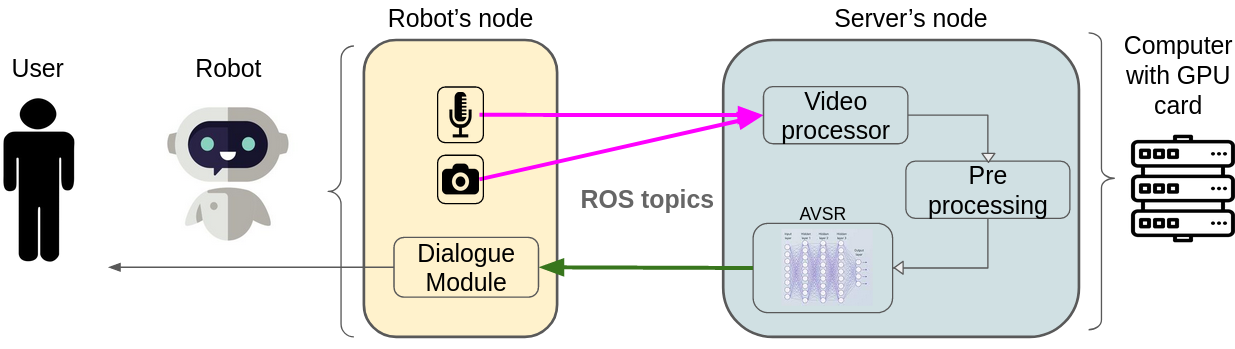 Robot's node
Server's node
User
Robot
Computer
with GPU
card
Video
processor
Pre
processing
ROS topics
AVSR
Dialogue
Module